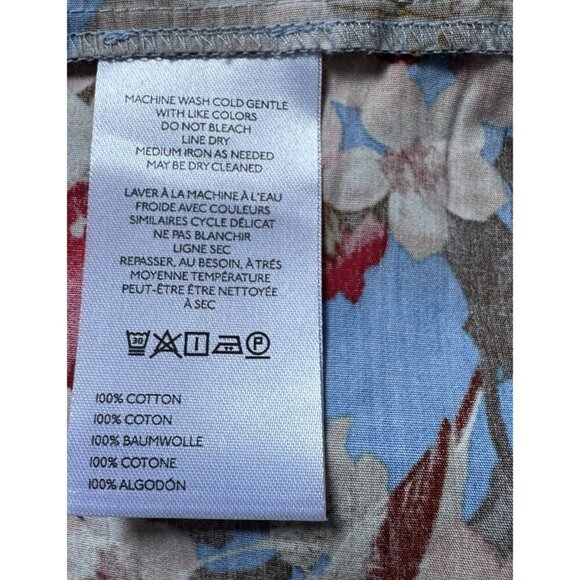 MACHINE WASH COLD GENTLE
WITH LIKE COLORS
DO NOT BLEACH
LINE DRY
MEDIUM IRON AS NEEDED
MAY BE DRY CLEANED
LAVER À LA MACHINE À L'EAU
FROIDE AVEC COULEURS
SIMILAIRES CYCLE DÉLICAT
NE PAS BLANCHIR
LIGNE SEC
REPASSER, AU BESOIN, À TRÉS
MOYENNE TEMPÉRATURE
PEUT-ÊTRE ÊTRE NETTOYÉE
À SEC
30 P
100% COTTON
100% COTON
100% BAUMWOLLE
100% COTONE
100% ALGODÓN